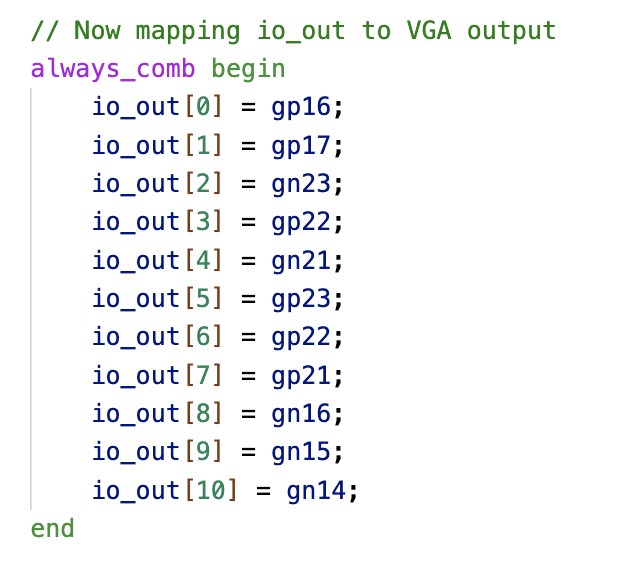 // Now mapping io_out to VGA output
always_comb begin
    io_out[0] = gp16;
    io_out[1] = gp17;
    io_out[2] = gn23;
    io_out[3] = gp22;
    io_out[4] = gn21;
    io_out[5] = gp23;
    io_out[6] = gp22;
    io_out[7] = gp21;
    io_out[8] = gn16;
    io_out[9] = gn15;
    io_out[10] = gn14;
end